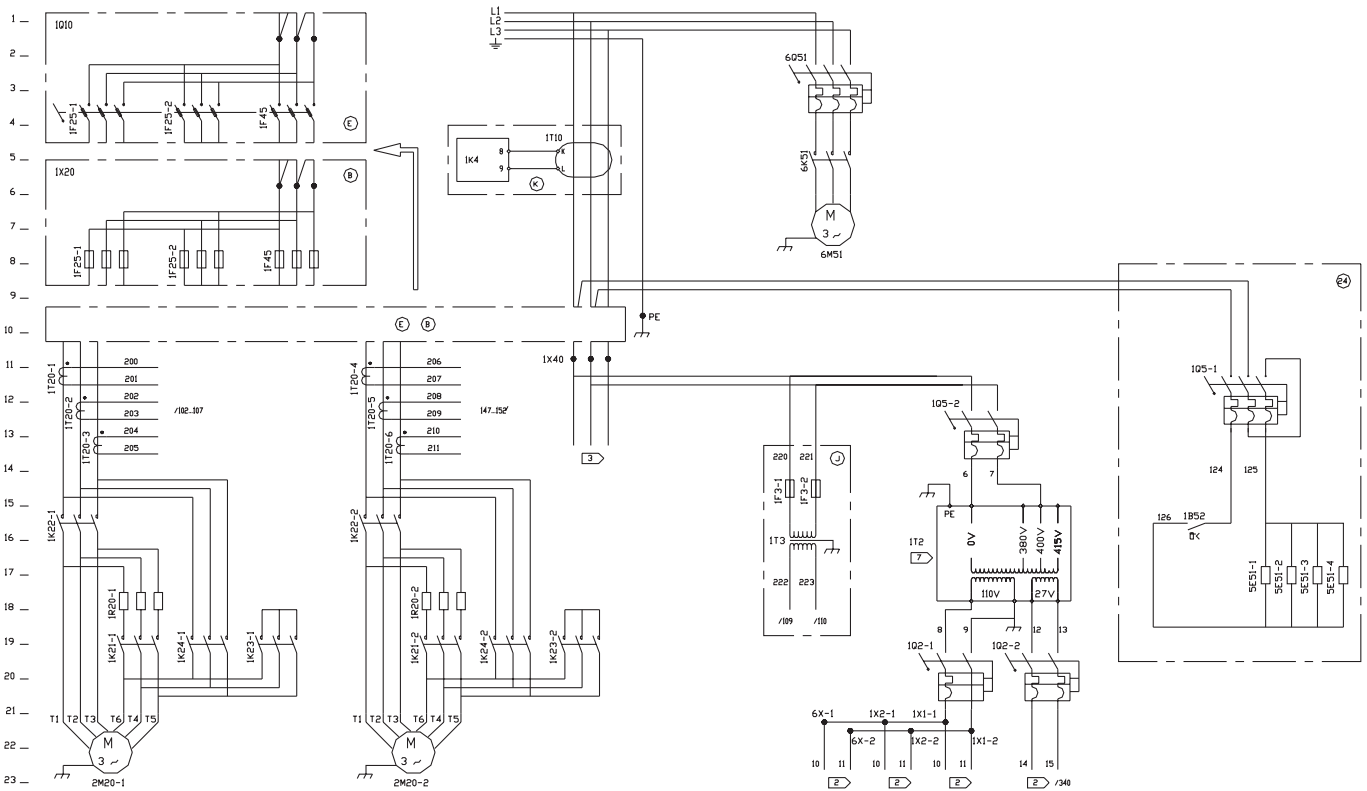 1
2
3
4
5
6
7
8
9
10
11
12
13
14
15
16
17
18
19
20
21
22
23
1Q10
1F25-1
1F25-2
1F45
E
1X20
B
1F25-1
1F25-2
1F45
L1
L2
L3
1K4
8
9
1T10
K
L
K
6Q51
6K51
M
3 ~
6M51
E B
PE
1X40
3
1T20-1
1T20-2
1T20-3
200
201
202
203
204
205
/102..107
1K22-1
1R20-1
1K21-1
1K24-1
1K23-1
T1 T2 T3 T6 T4 T5
M
3 ~
2M20-1
1T20-4
1T20-5
1T20-6
206
207
208
209
210
211
147..152/
1K22-2
1R20-2
1K21-2
1K24-2
1K23-2
T1 T2 T3 T6 T4 T5
M
3 ~
2M20-2
220 221
J
1F3-1
1F3-2
1T3
222 223
/109 /110
1Q5-2
6 7
PE
1T2
7
0V
380V
400V
415V
110V 27V
8 9 12 13
1Q2-1
1Q2-2
6X-1 1X2-1 1X1-1
6X-2 1X2-2 1X1-2
10 11 10 11 10 11 14 15
2 2 2 2 /340
24
1Q5-1
124 125
126 1B52
5E51-1
5E51-2
5E51-3
5E51-4